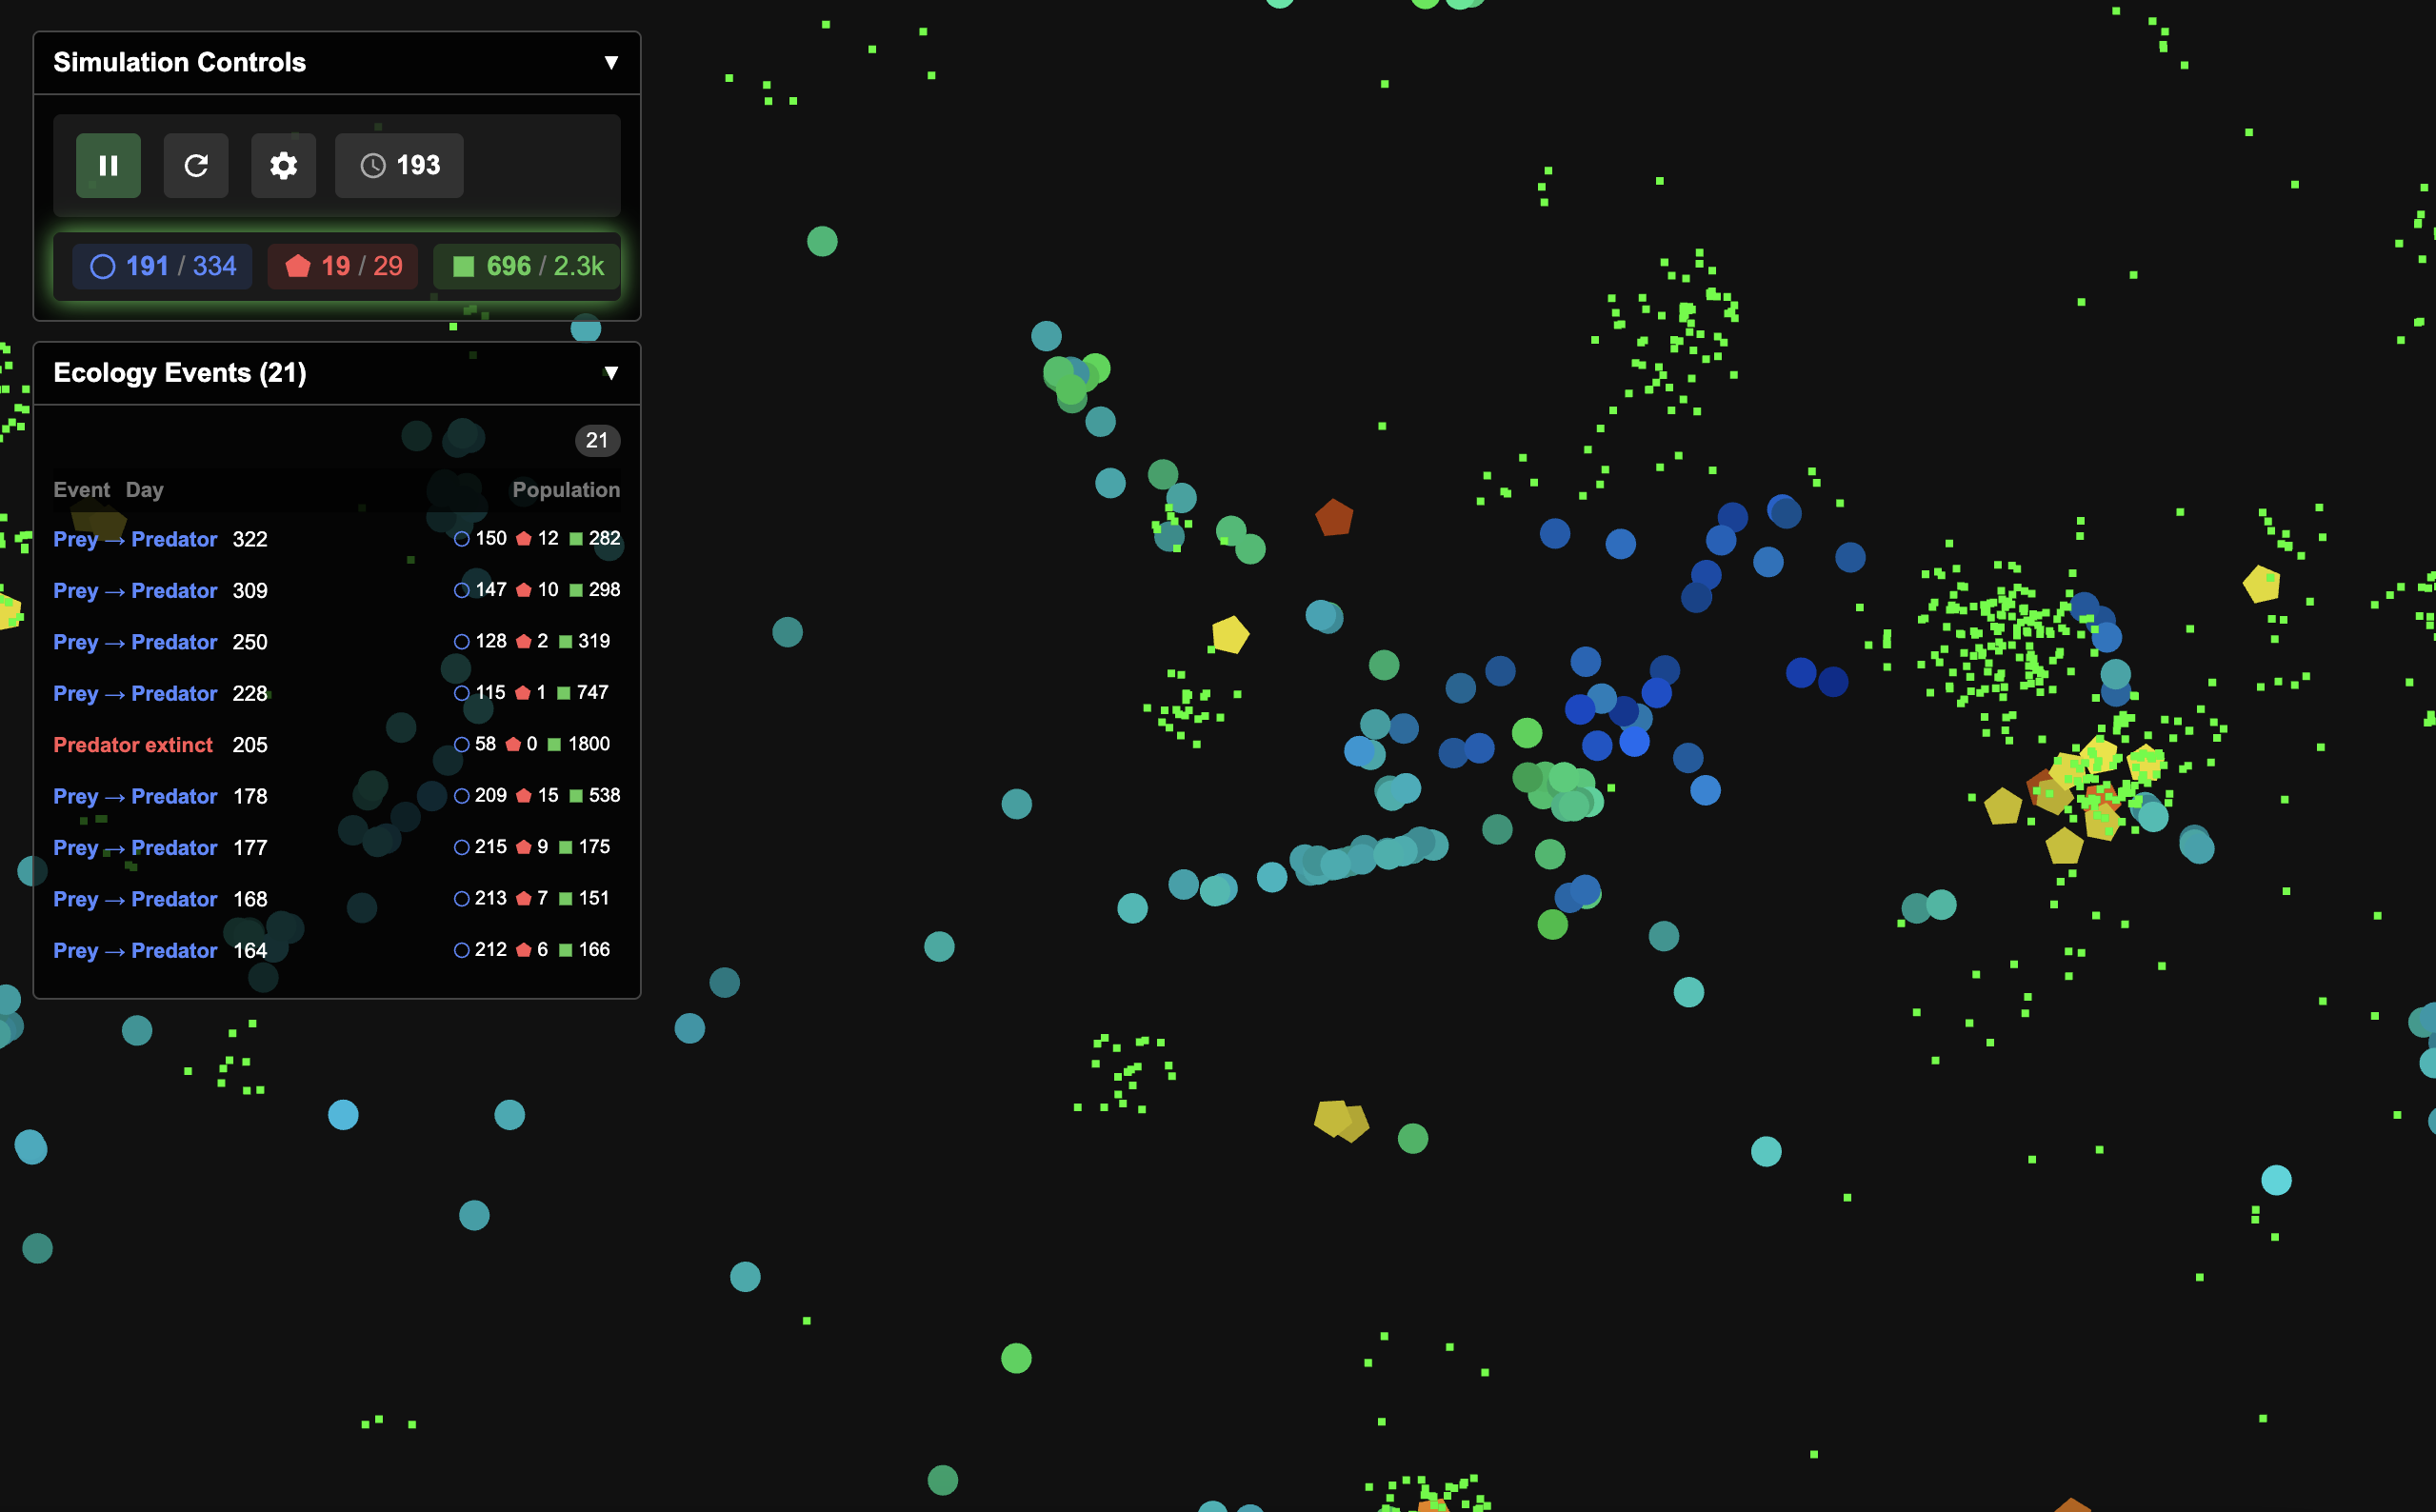 Simulation Controls ▼
193
191 / 334 19 / 29 696 / 2.3k
Ecology Events (21) ▼
21
Event Day Population
Prey → Predator 322 150 12 282
Prey → Predator 309 147 10 298
Prey → Predator 250 128 2 319
Prey → Predator 228 115 1 747
Predator extinct 205 58 0 1800
Prey → Predator 178 209 15 538
Prey → Predator 177 215 9 175
Prey → Predator 168 213 7 151
Prey → Predator 164 212 6 166